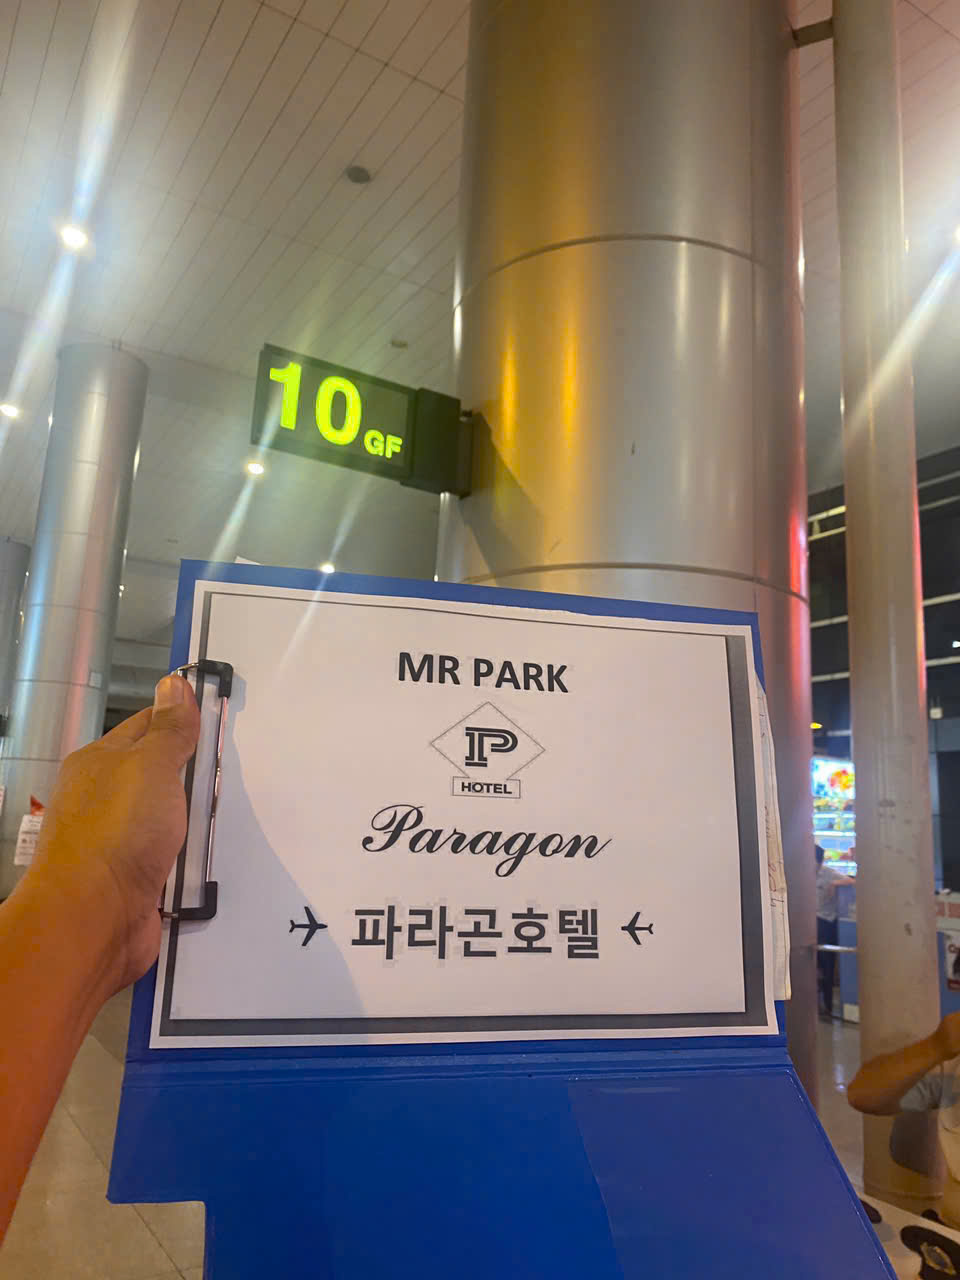 10 GF
MR PARK
P
HOTEL
Paragon
파라곤호텔